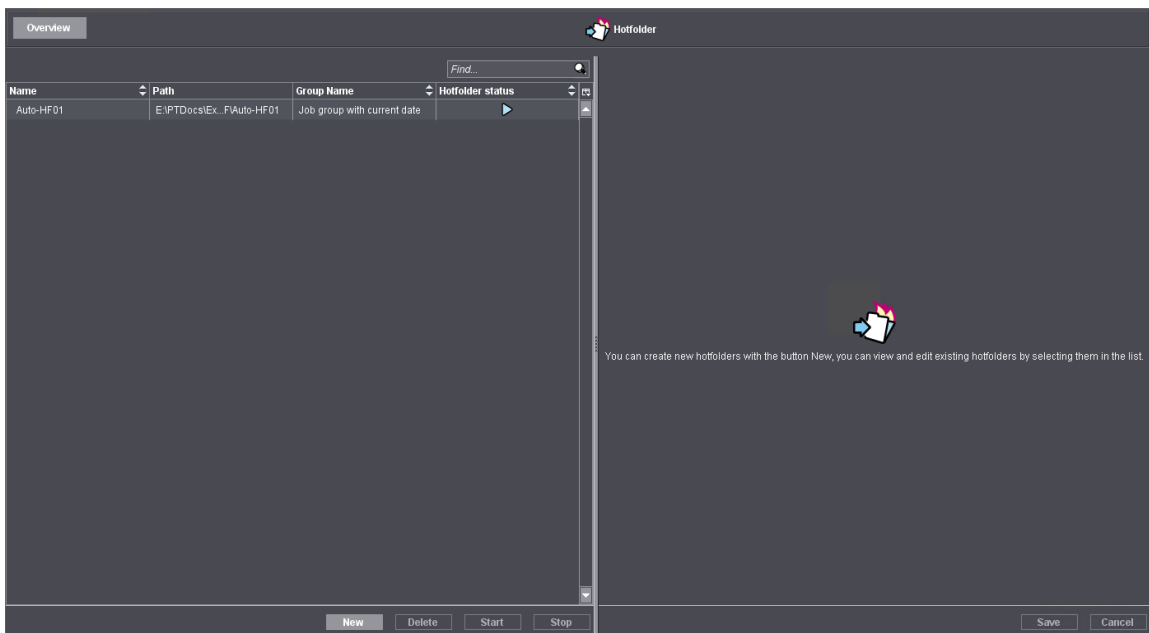 Overview
Hotfolder
Find...
Name Path Group Name Hotfolder status
Auto-HF01 E:\PTDocs\Ex...F\Auto-HF01 Job group with current date
You can create new hotfolders with the button New, you can view and edit existing hotfolders by selecting them in the list.
New Delete Start Stop Save Cancel